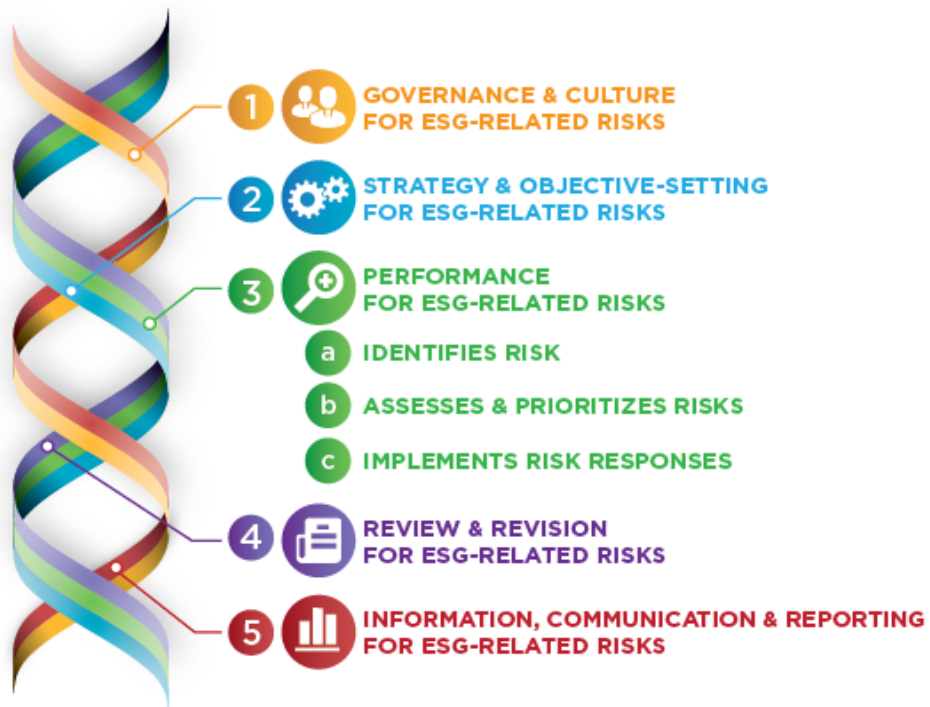 1
GOVERNANCE & CULTURE
FOR ESG-RELATED RISKS
2
STRATEGY & OBJECTIVE-SETTING
FOR ESG-RELATED RISKS
3
PERFORMANCE
FOR ESG-RELATED RISKS
a IDENTIFIES RISK
b ASSESSES & PRIORITIZES RISKS
c IMPLEMENTS RISK RESPONSES
4
REVIEW & REVISION
FOR ESG-RELATED RISKS
5
INFORMATION, COMMUNICATION & REPORTING
FOR ESG-RELATED RISKS